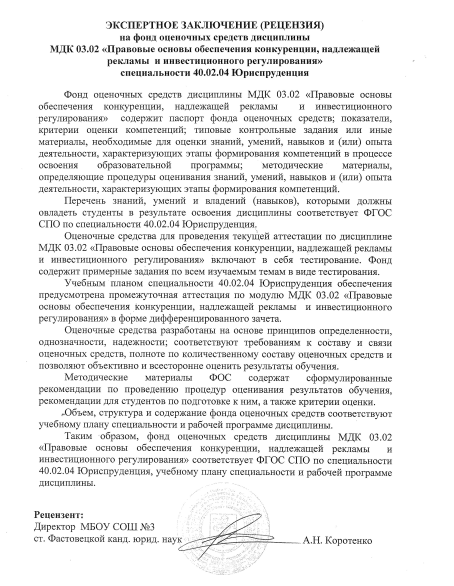 ЭКСПЕРТНОЕ ЗАКЛЮЧЕНИЕ (РЕЦЕНЗИЯ)
на фонд оценочных средств дисциплины
МДК 03.02 «Правовые основы обеспечения конкуренции, надлежащей
рекламы и инвестиционного регулирования»
специальности 40.02.04 Юриспруденция
Фонд оценочных средств дисциплины МДК 03.02 «Правовые основы
обеспечения конкуренции, надлежащей рекламы и инвестиционного
регулирования» содержит паспорт фонда оценочных средств; показатели,
критерии оценки компетенций; типовые контрольные задания или иные
материалы, необходимые для оценки знаний, умений, навыков и (или) опыта
деятельности, характеризующих этапы формирования компетенций в процессе
освоения образовательной программы; методические материалы,
определяющие процедуры оценивания знаний, умений, навыков и (или) опыта
деятельности, характеризующих этапы формирования компетенций.
Перечень знаний, умений и владений (навыков), которыми должны
овладеть студенты в результате освоения дисциплины соответствует ФГОС
СПО по специальности 40.02.04 Юриспруденция.
Оценочные средства для проведения текущей аттестации по дисциплине
МДК 03.02 «Правовые основы обеспечения конкуренции, надлежащей рекламы
и инвестиционного регулирования» включают в себя тестирование. Фонд
содержит примерные задания по всем изучаемым темам в виде тестирования.
Учебным планом специальности 40.02.04 Юриспруденция обеспечения
предусмотрена промежуточная аттестация по модулю МДК 03.02 «Правовые
основы обеспечения конкуренции, надлежащей рекламы и инвестиционного
регулирования» в форме дифференцированного зачета.
Оценочные средства разработаны на основе принципов определенности,
однозначности, надежности; соответствуют требованиям к составу и связи
оценочных средств, полноте по количественному составу оценочных средств и
позволяют объективно и всесторонне оценить результаты обучения.
Методические материалы ФОС содержат сформулированные
рекомендации по проведению процедур оценивания результатов обучения,
рекомендации для студентов по подготовке к ним, а также критерии оценки.
Объем, структура и содержание фонда оценочных средств соответствуют
учебному плану специальности и рабочей программе дисциплины.
Таким образом, фонд оценочных средств дисциплины МДК 03.02
«Правовые основы обеспечения конкуренции, надлежащей рекламы и
инвестиционного регулирования» соответствует ФГОС СПО по специальности
40.02.04 Юриспруденция, учебному плану специальности и рабочей программе
дисциплины.
Рецензент:
Директор МБОУ СОШ №3
ст. Фастовецкой канд. юрид. наук А.Н. Коротенко